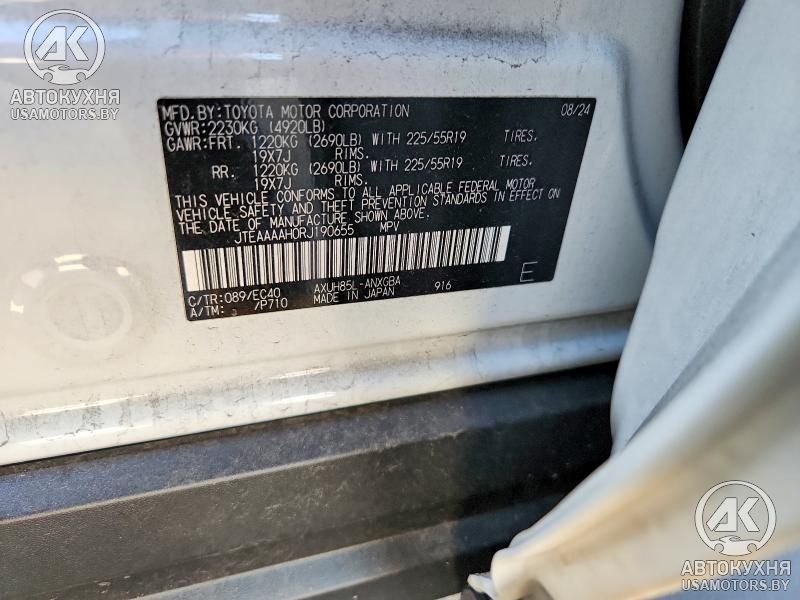 AK
АВТОКУХНЯ
USAMOTORS.BY
MFD.BY:TOYOTA MOTOR CORPORATION 08/24
GVWR:2230KG (4920LB)
GAWR:FRT. 1220KG (2690LB) WITH 225/55R19 TIRES.
19X7J RIMS.
RR. 1220KG (2690LB) WITH 225/55R19 TIRES.
19X7J RIMS.
THIS VEHICLE CONFORMS TO ALL APPLICABLE FEDERAL MOTOR
VEHICLE SAFETY AND THEFT PREVENTION STANDARDS IN EFFECT ON
THE DATE OF MANUFACTURE SHOWN ABOVE.
JTEAAAAH0RJ190655 MPV
C/TR:089/EC40 AXUH85L-ANXGBA 916 E
A/TM: /P710 MADE IN JAPAN
AK
АВТОКУХНЯ
USAMOTORS.BY